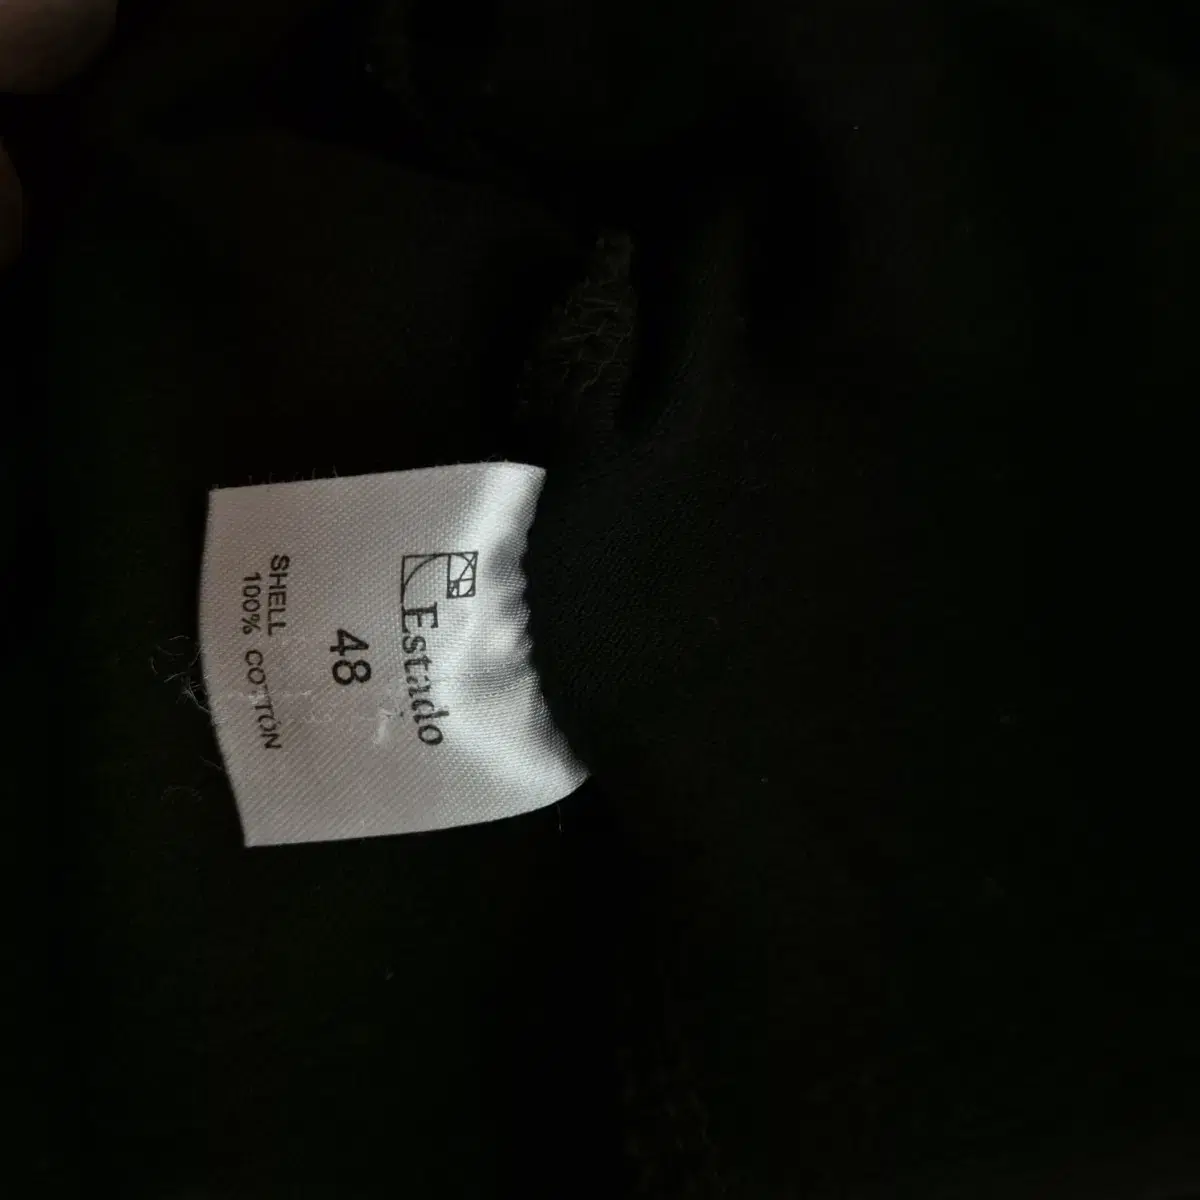 Estado
48
SHELL
100% COTTON